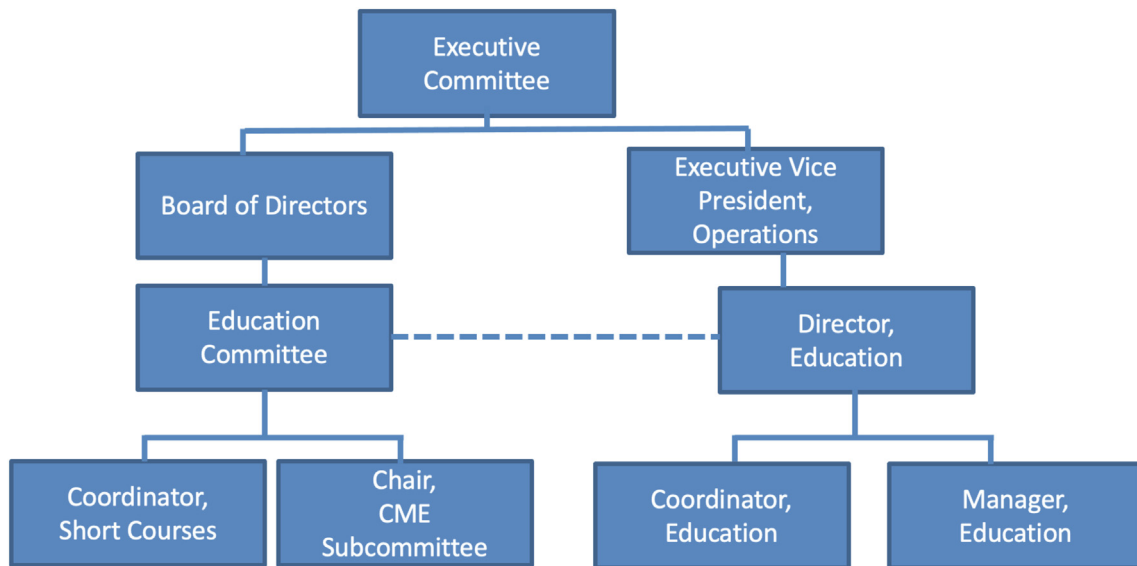 Executive
Committee
Board of Directors
Executive Vice
President,
Operations
Education
Committee
Director,
Education
Coordinator,
Short Courses
Chair,
CME
Subcommittee
Coordinator,
Education
Manager,
Education